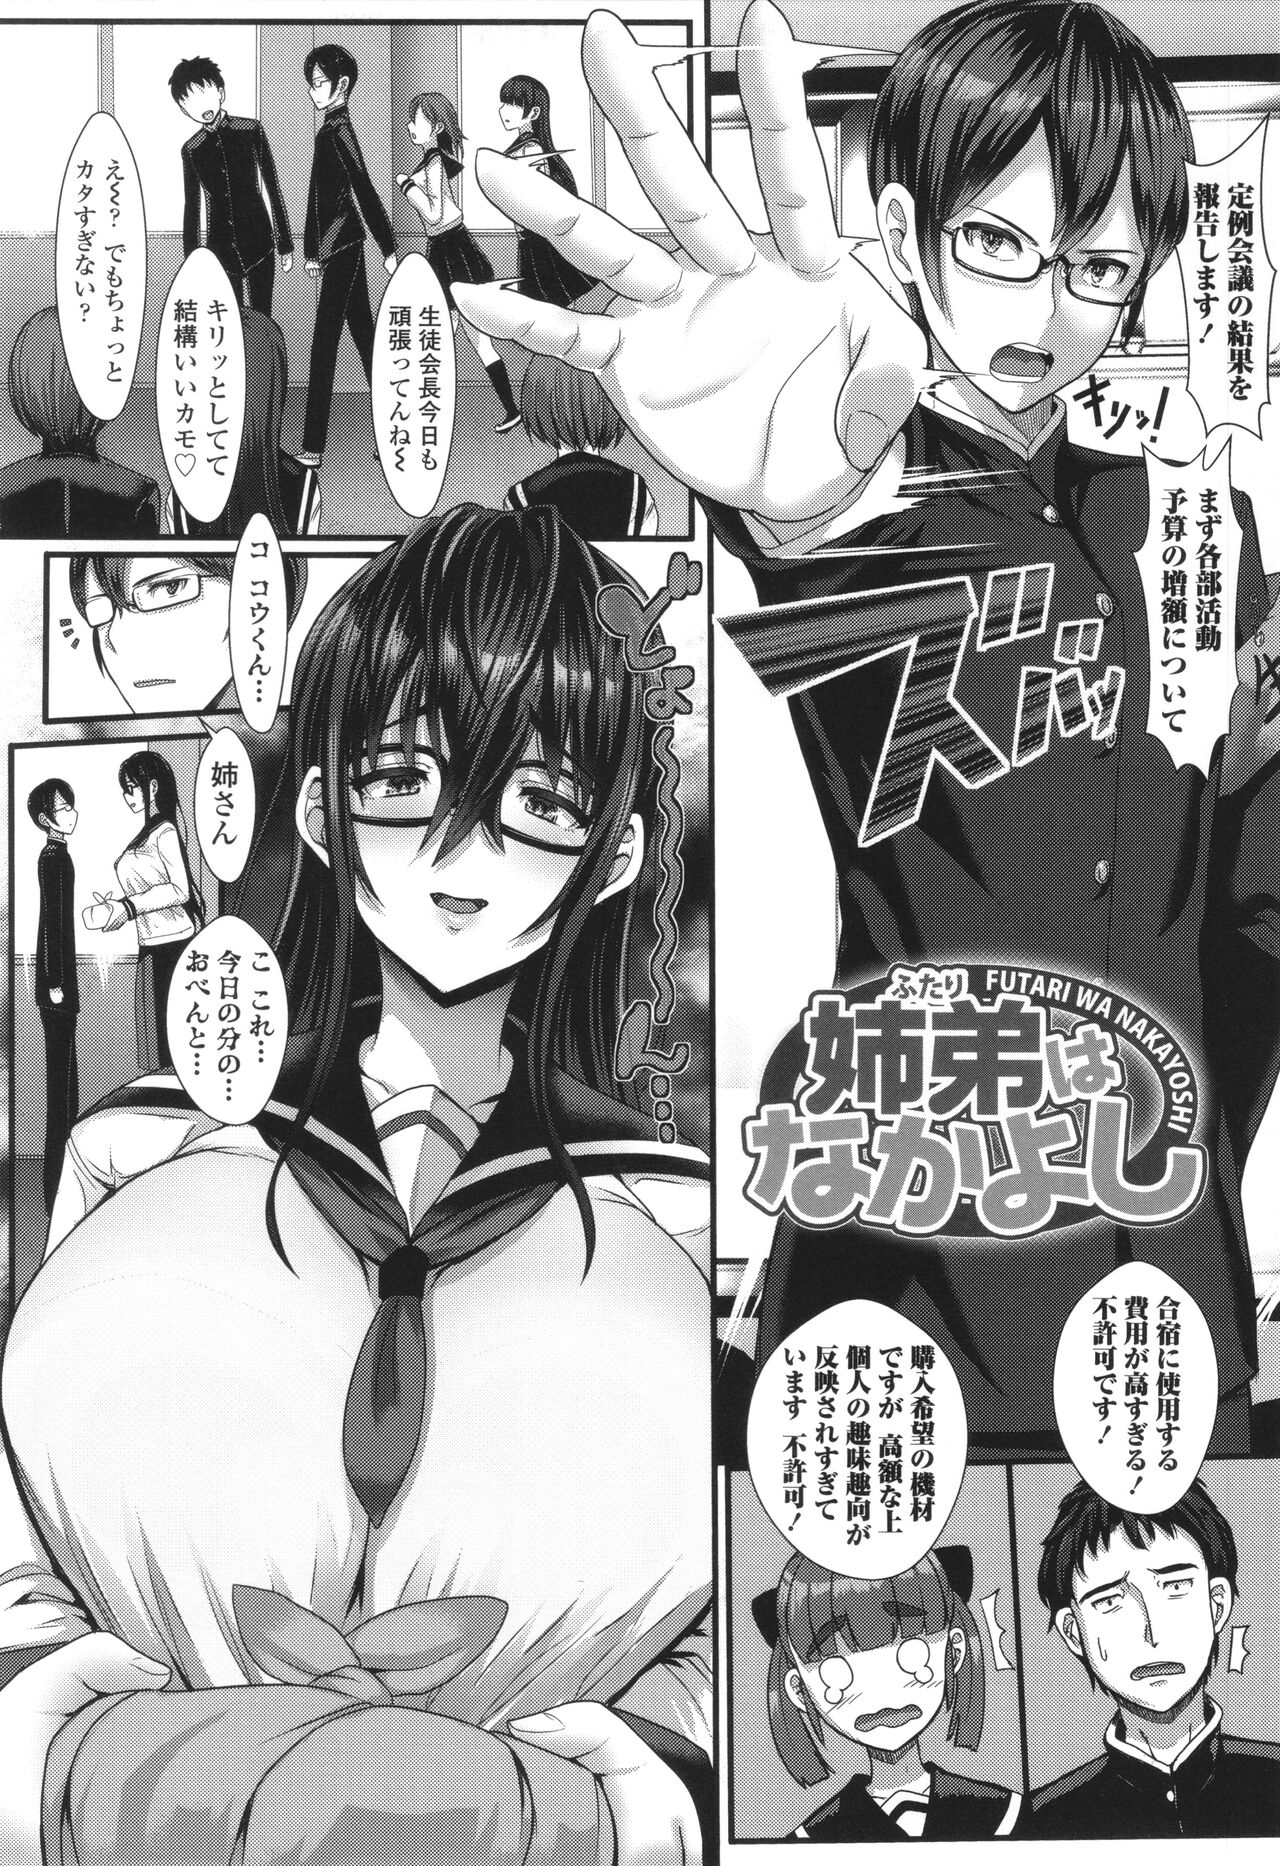 定例会議の結果を
報告します！
キリッ！
まず各部活動
予算の増額について
ズバッ
ふたり
FUTARI WA NAKAYOSHI
姉弟は
なかよし
合宿に使用する
費用が高すぎる！
不許可です！
購入希望の機材
ですが 高額な上
個人の趣味趣向が
反映されすぎて
います 不許可！
生徒会長今日も
頑張ってんね〜
キリッとしてて
結構いいカモ♡
え〜？でもちょっと
カタすぎない？
コ コウくん…
どよ〜〜ん…
姉さん
こ これ…
今日の分の…
おべんと…